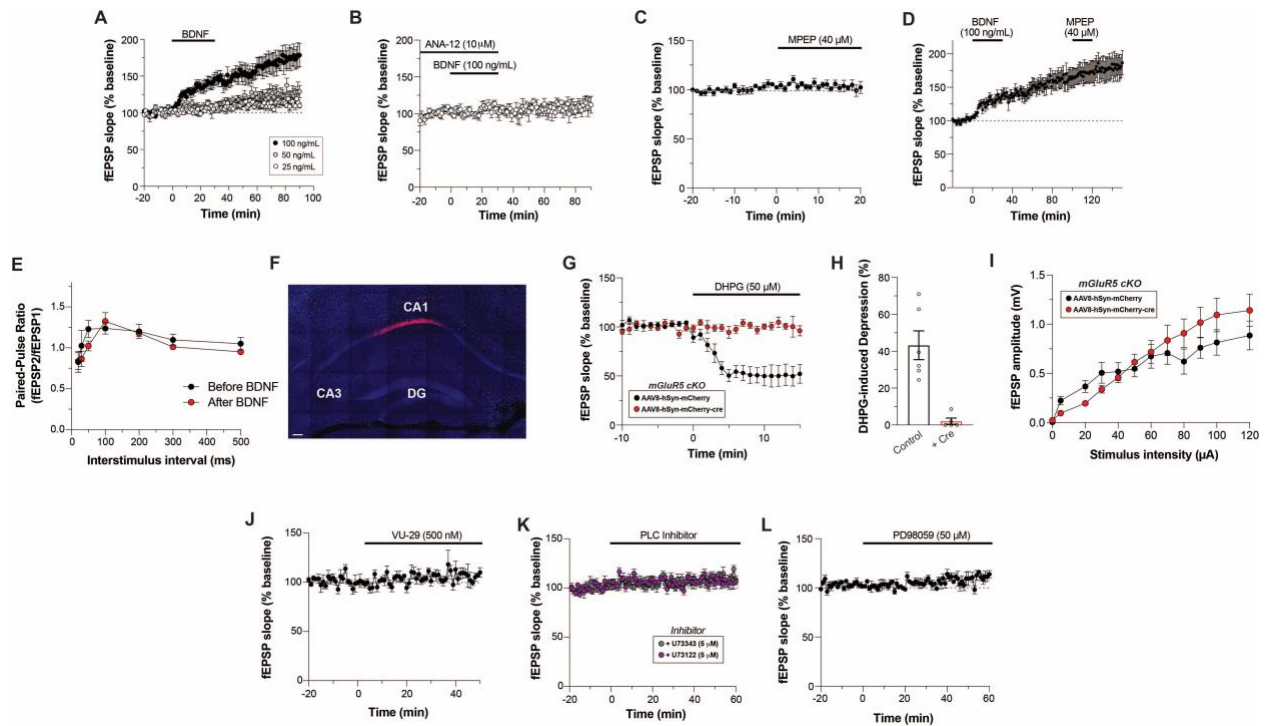 A
BDNF
fEPSP slope (% baseline)
200
150
100
50
0
-20 0 20 40 60 80 100
Time (min)
100 ng/mL
50 ng/mL
25 ng/mL
B
ANA-12 (10µM)
BDNF (100 ng/mL)
fEPSP slope (% baseline)
200
150
100
50
0
-20 0 20 40 60 80
Time (min)
C
MPEP (40 µM)
fEPSP slope (% baseline)
150
100
50
0
-20 -10 0 10 20
Time (min)
D
BDNF
(100 ng/mL)
MPEP
(40 µM)
fEPSP slope (% baseline)
200
150
100
50
0
0 60 120
Time (min)
E
Paired-Pulse Ratio
(fEPSP2/fEPSP1)
1.5
1.0
0.5
0.0
0 100 200 300 400 500
Before BDNF
After BDNF
Interstimulus interval (ms)
F
CA1
CA3
DG
G
DHPG (50 µM)
fEPSP slope (% baseline)
150
100
50
0
mGluR5 cKO
AAV8-hSyn-mCherry
AAV8-hSyn-mCherry-cre
-10 0 10
Time (min)
H
DHPG-induced Depression (%)
80
60
40
20
0
Control
+ Cre
I
mGluR5 cKO
AAV8-hSyn-mCherry
AAV8-hSyn-mCherry-cre
fEPSP amplitude (mV)
1.5
1.0
0.5
0.0
0 20 40 60 80 100 120
Stimulus intensity (µA)
J
VU-29 (500 nM)
fEPSP slope (% baseline)
150
100
50
0
-20 0 20 40
Time (min)
K
PLC Inhibitor
fEPSP slope (% baseline)
150
100
50
0
Inhibitor
+ U73343 (5 µM)
+ U73122 (5 µM)
-20 0 20 40 60
Time (min)
L
PD98059 (50 µM)
fEPSP slope (% baseline)
150
100
50
0
-20 0 20 40 60
Time (min)